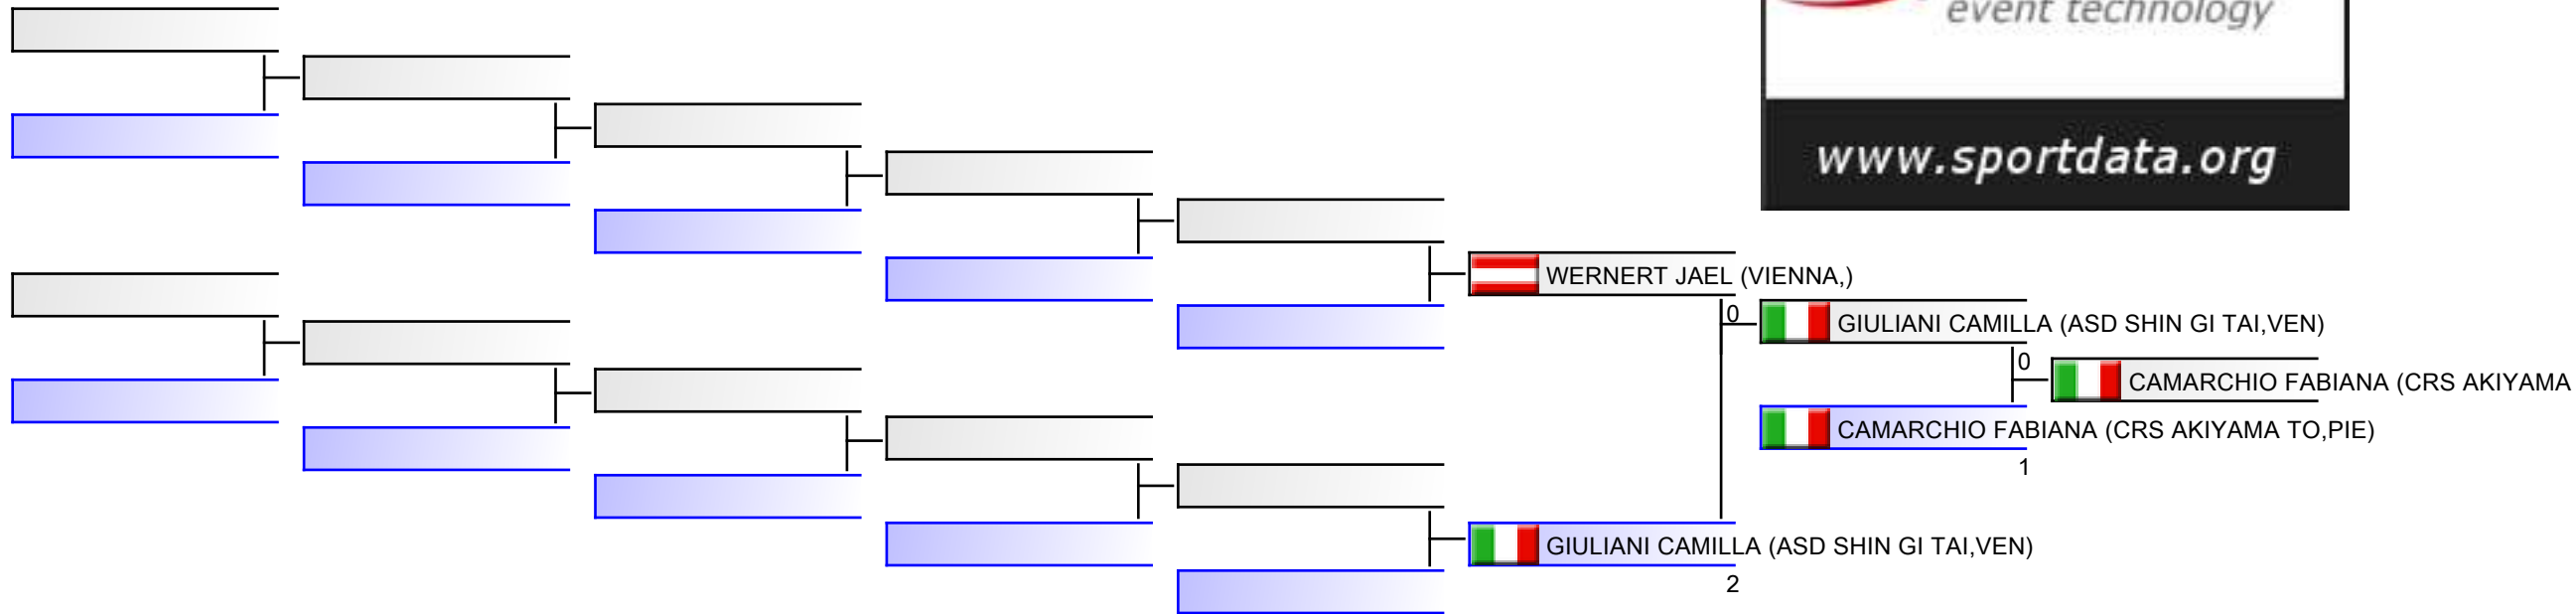 event technology
www.sportdata.org
WERNERT JAEL (VIENNA,)
0
GIULIANI CAMILLA (ASD SHIN GI TAI,VEN)
0
CAMARCHIO FABIANA (CRS AKIYAMA
CAMARCHIO FABIANA (CRS AKIYAMA TO,PIE)
1
GIULIANI CAMILLA (ASD SHIN GI TAI,VEN)
2